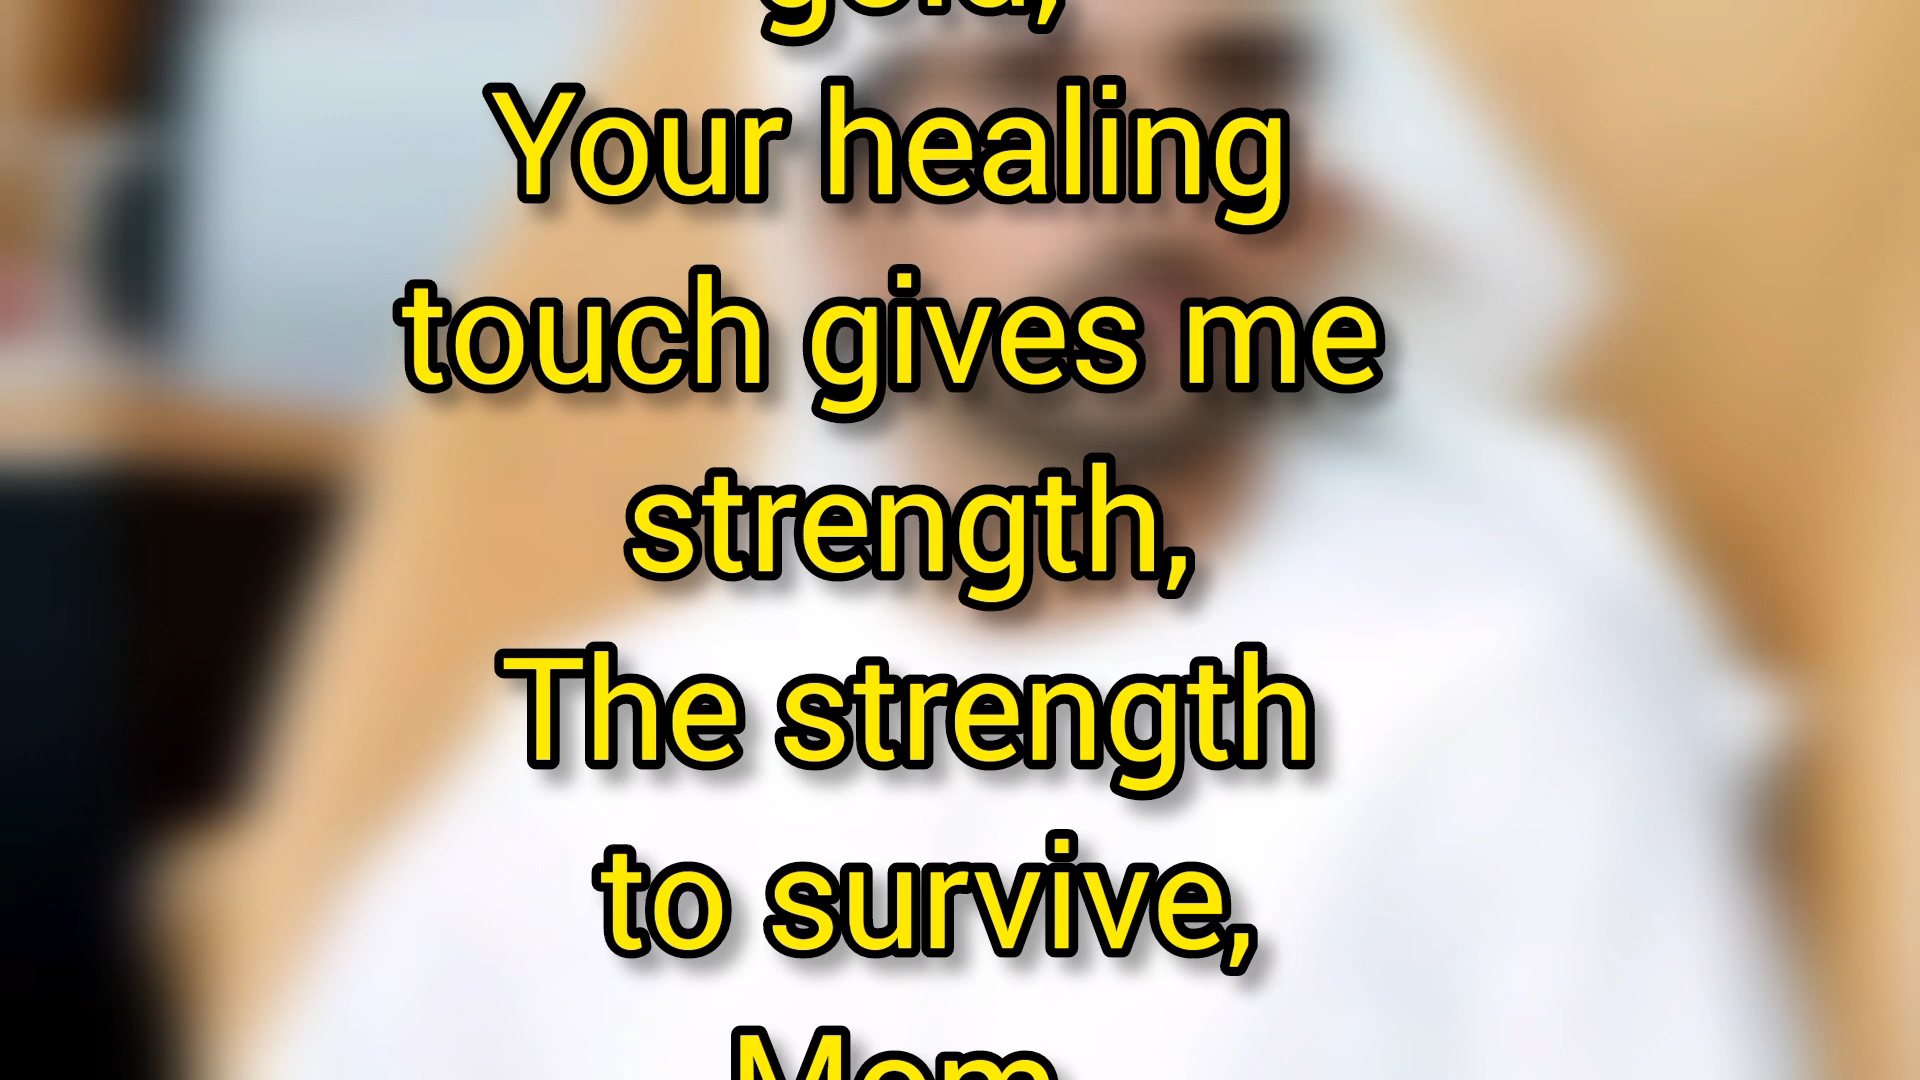 gold,
Your healing
touch gives me
strength,
The strength
to survive,
Mom